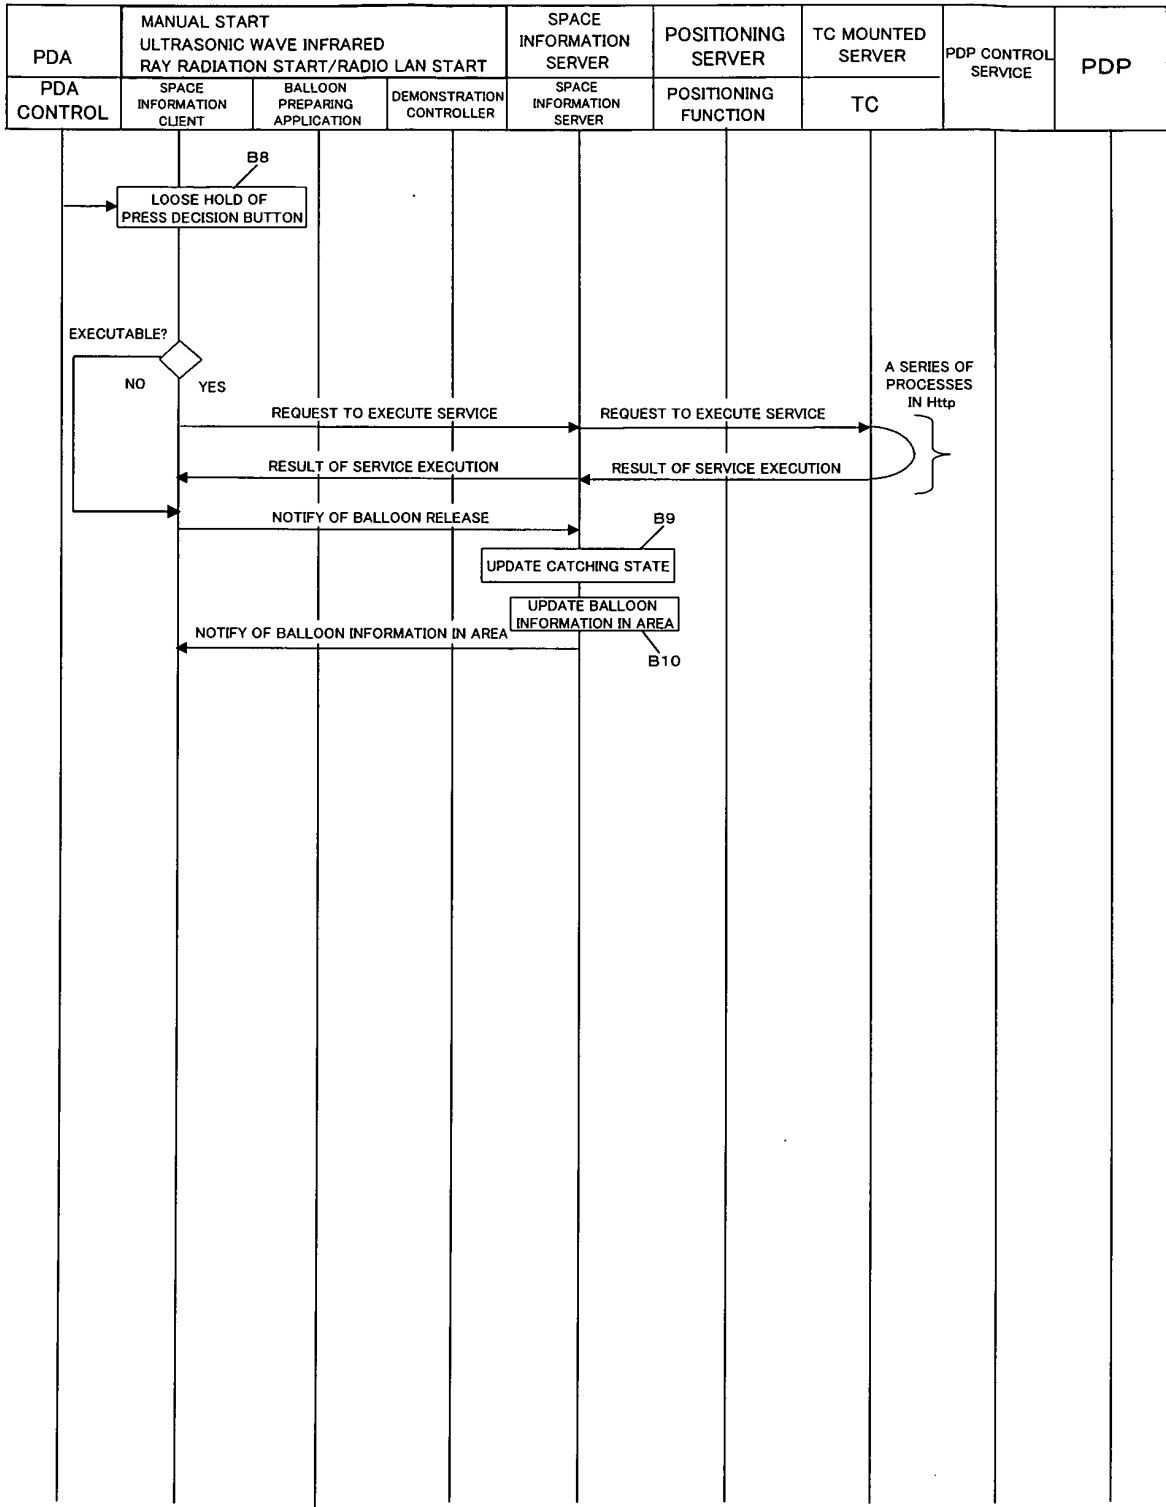 PDA
MANUAL START
ULTRASONIC WAVE INFRARED
RAY RADIATION START/RADIO LAN START
SPACE
INFORMATION
SERVER
POSITIONING
SERVER
TC MOUNTED
SERVER
PDP CONTROL
SERVICE
PDP
PDA
CONTROL
SPACE
INFORMATION
CLIENT
BALLOON
PREPARING
APPLICATION
DEMONSTRATION
CONTROLLER
SPACE
INFORMATION
SERVER
POSITIONING
FUNCTION
TC
B8
LOOSE HOLD OF
PRESS DECISION BUTTON
EXECUTABLE?
NO
YES
A SERIES OF
PROCESSES
IN Http
REQUEST TO EXECUTE SERVICE
REQUEST TO EXECUTE SERVICE
RESULT OF SERVICE EXECUTION
RESULT OF SERVICE EXECUTION
NOTIFY OF BALLOON RELEASE
B9
UPDATE CATCHING STATE
UPDATE BALLOON
INFORMATION IN AREA
NOTIFY OF BALLOON INFORMATION IN AREA
B10